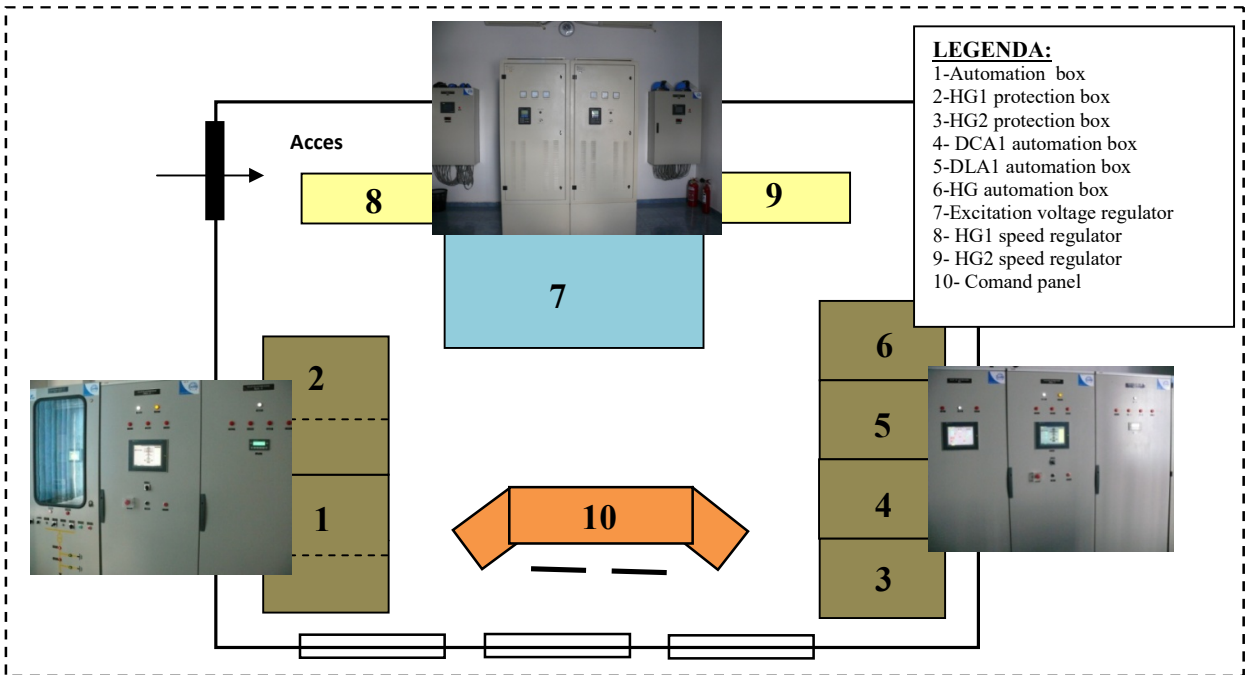 LEGENDA:
1-Automation box
2-HG1 protection box
3-HG2 protection box
4- DCA1 automation box
5-DLA1 automation box
6-HG automation box
7-Excitation voltage regulator
8- HG1 speed regulator
9- HG2 speed regulator
10- Comand panel
Acces
8
9
7
2
6
5
1
10
4
3